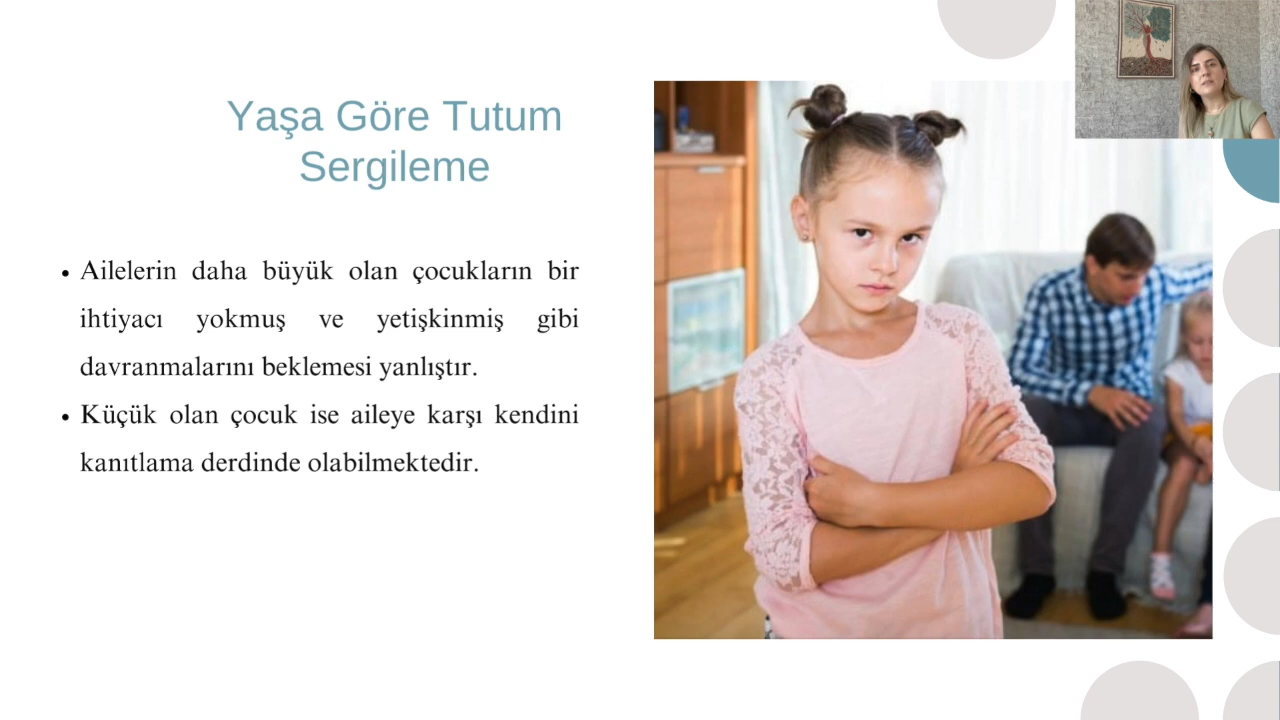 Yaşa Göre Tutum
Sergileme
• Ailelerin daha büyük olan çocukların bir
ihtiyacı yokmuş ve yetişkinmiş gibi
davranmalarını beklemesi yanlıştır.
• Küçük olan çocuk ise aileye karşı kendini
kanıtlama derdinde olabilmektedir.